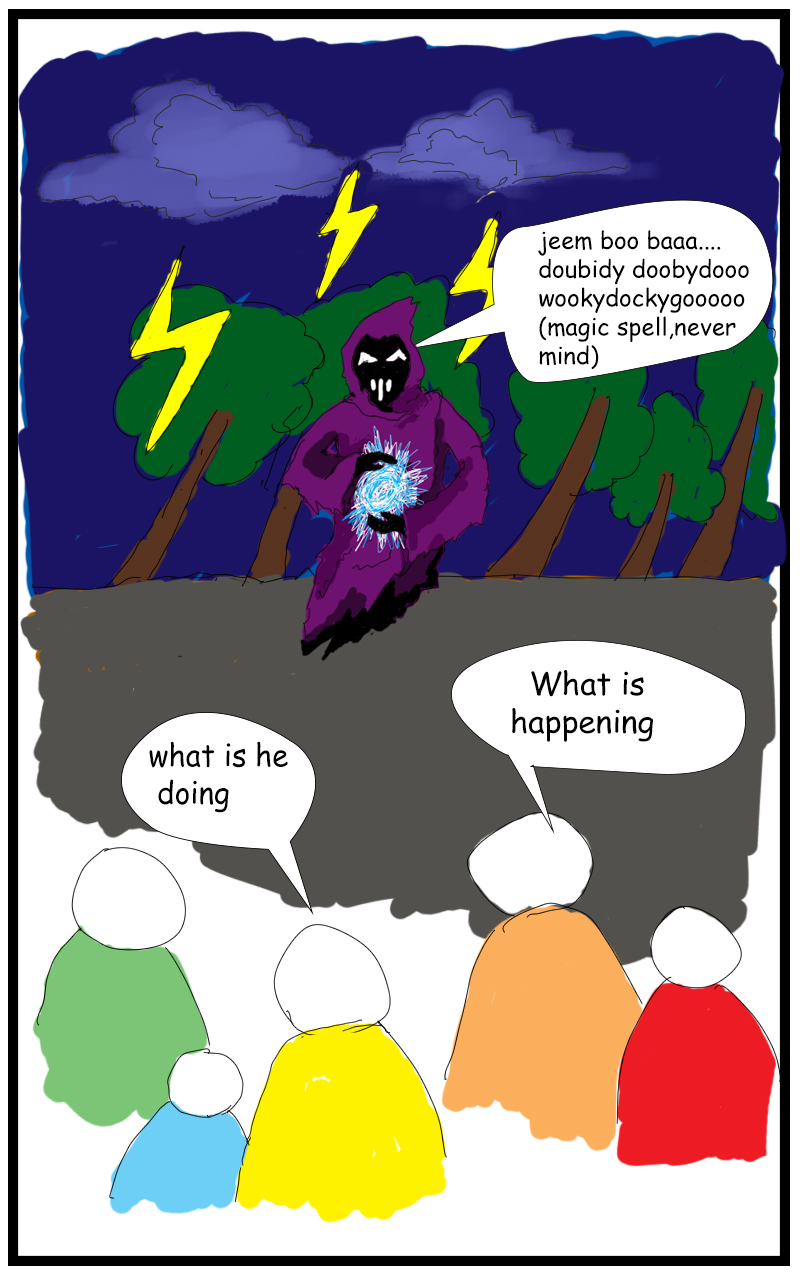 jeem boo baaa....
doubidy doobydooo
wookydockygooooo
(magic spell,never
mind)
What is
happening
what is he
doing